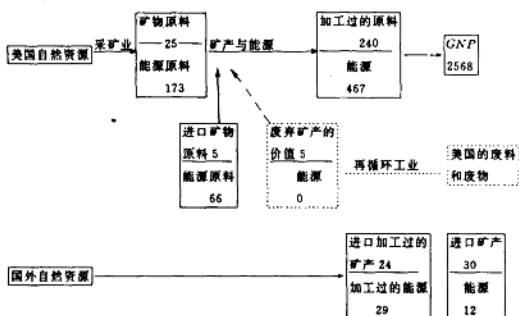 美国自然资源
采矿业
矿物原料
25
能源原料
173
矿产与能源
加工过的原料
240
能源
467
GNP
2568
进口矿物
原料 5
能源原料
66
废弃矿产的
价值 5
能源
0
再循环工业
美国的废料
和废物
国外自然资源
进口加工过的
矿产 24
加工过的能源
29
进口矿产
30
能源
12